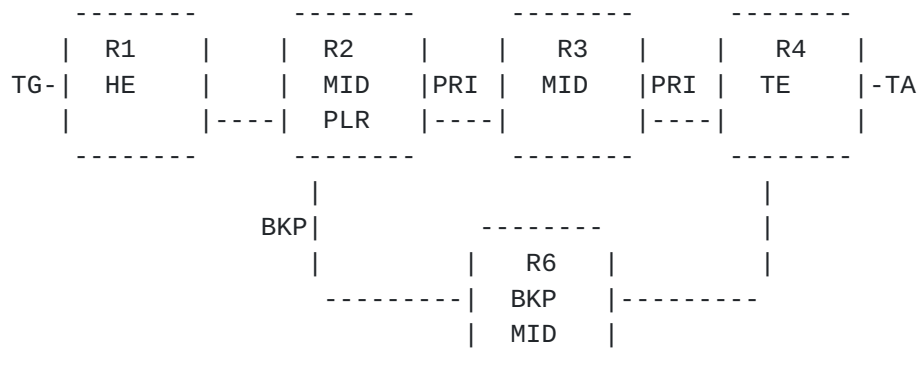 R1 R2 R3 R4
TG- HE MID PRI MID PRI TE -TA
PLR
BKP
R6
BKP
MID